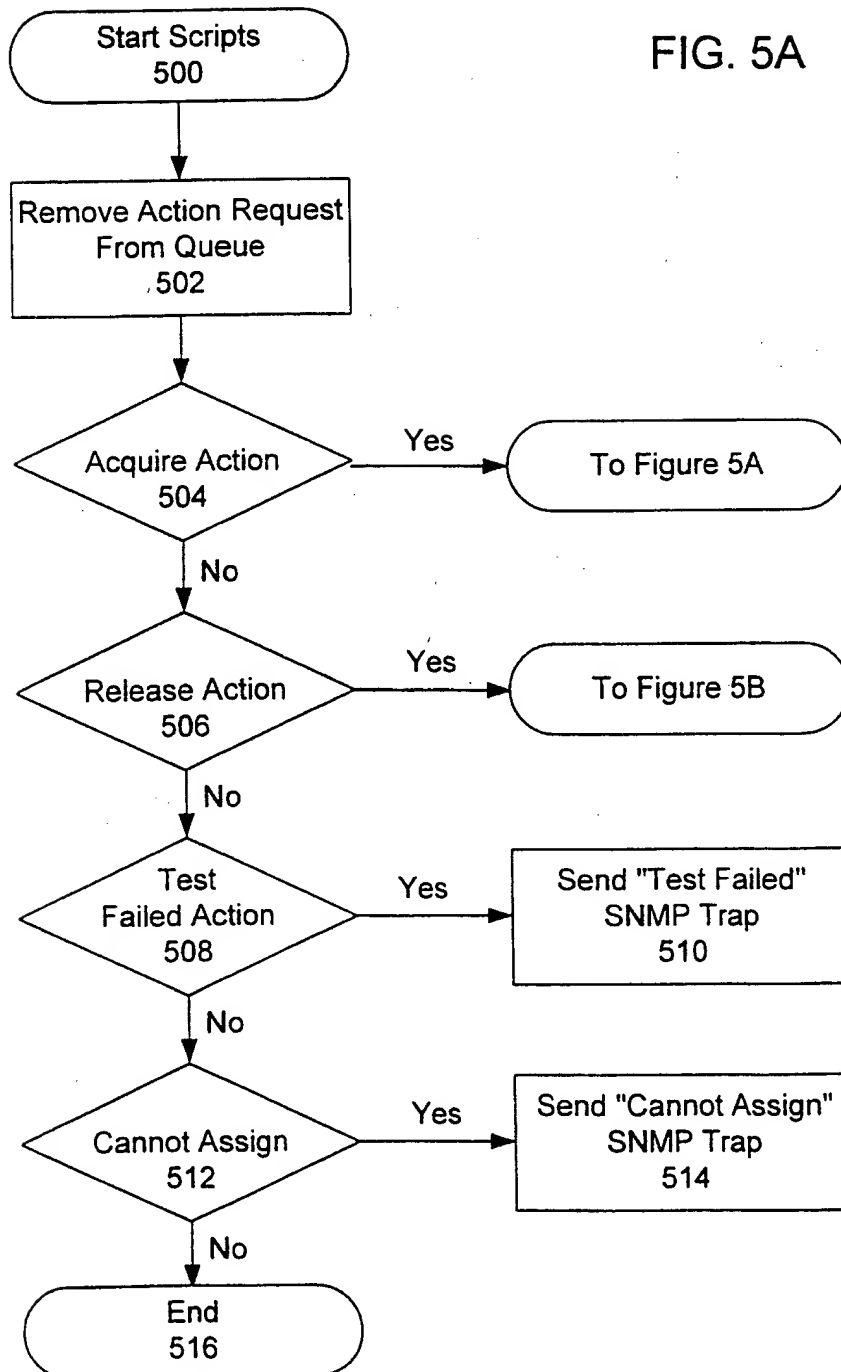 FIG. 5A
Start Scripts
500
Remove Action Request
From Queue
502
Acquire Action
504
Yes
To Figure 5A
No
Release Action
506
Yes
To Figure 5B
No
Test
Failed Action
508
Yes
Send "Test Failed"
SNMP Trap
510
No
Cannot Assign
512
Yes
Send "Cannot Assign"
SNMP Trap
514
No
End
516